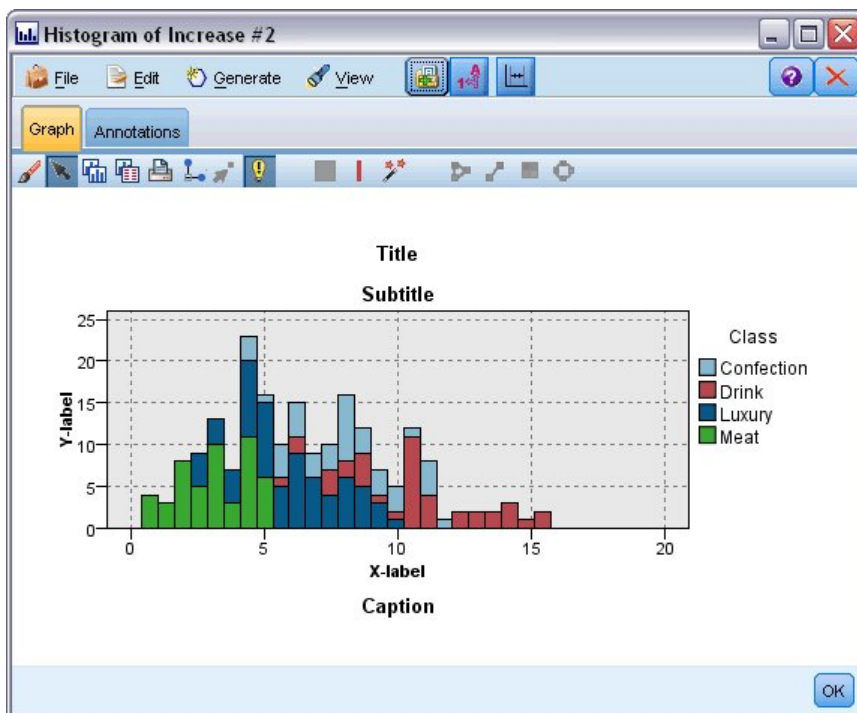 Histogram of Increase #2
File Edit Generate View
Graph Annotations
Title
Subtitle
25
20
15
10
5
0
Y-label
0 5 10 15 20
X-label
Caption
Class
Confection
Drink
Luxury
Meat
OK